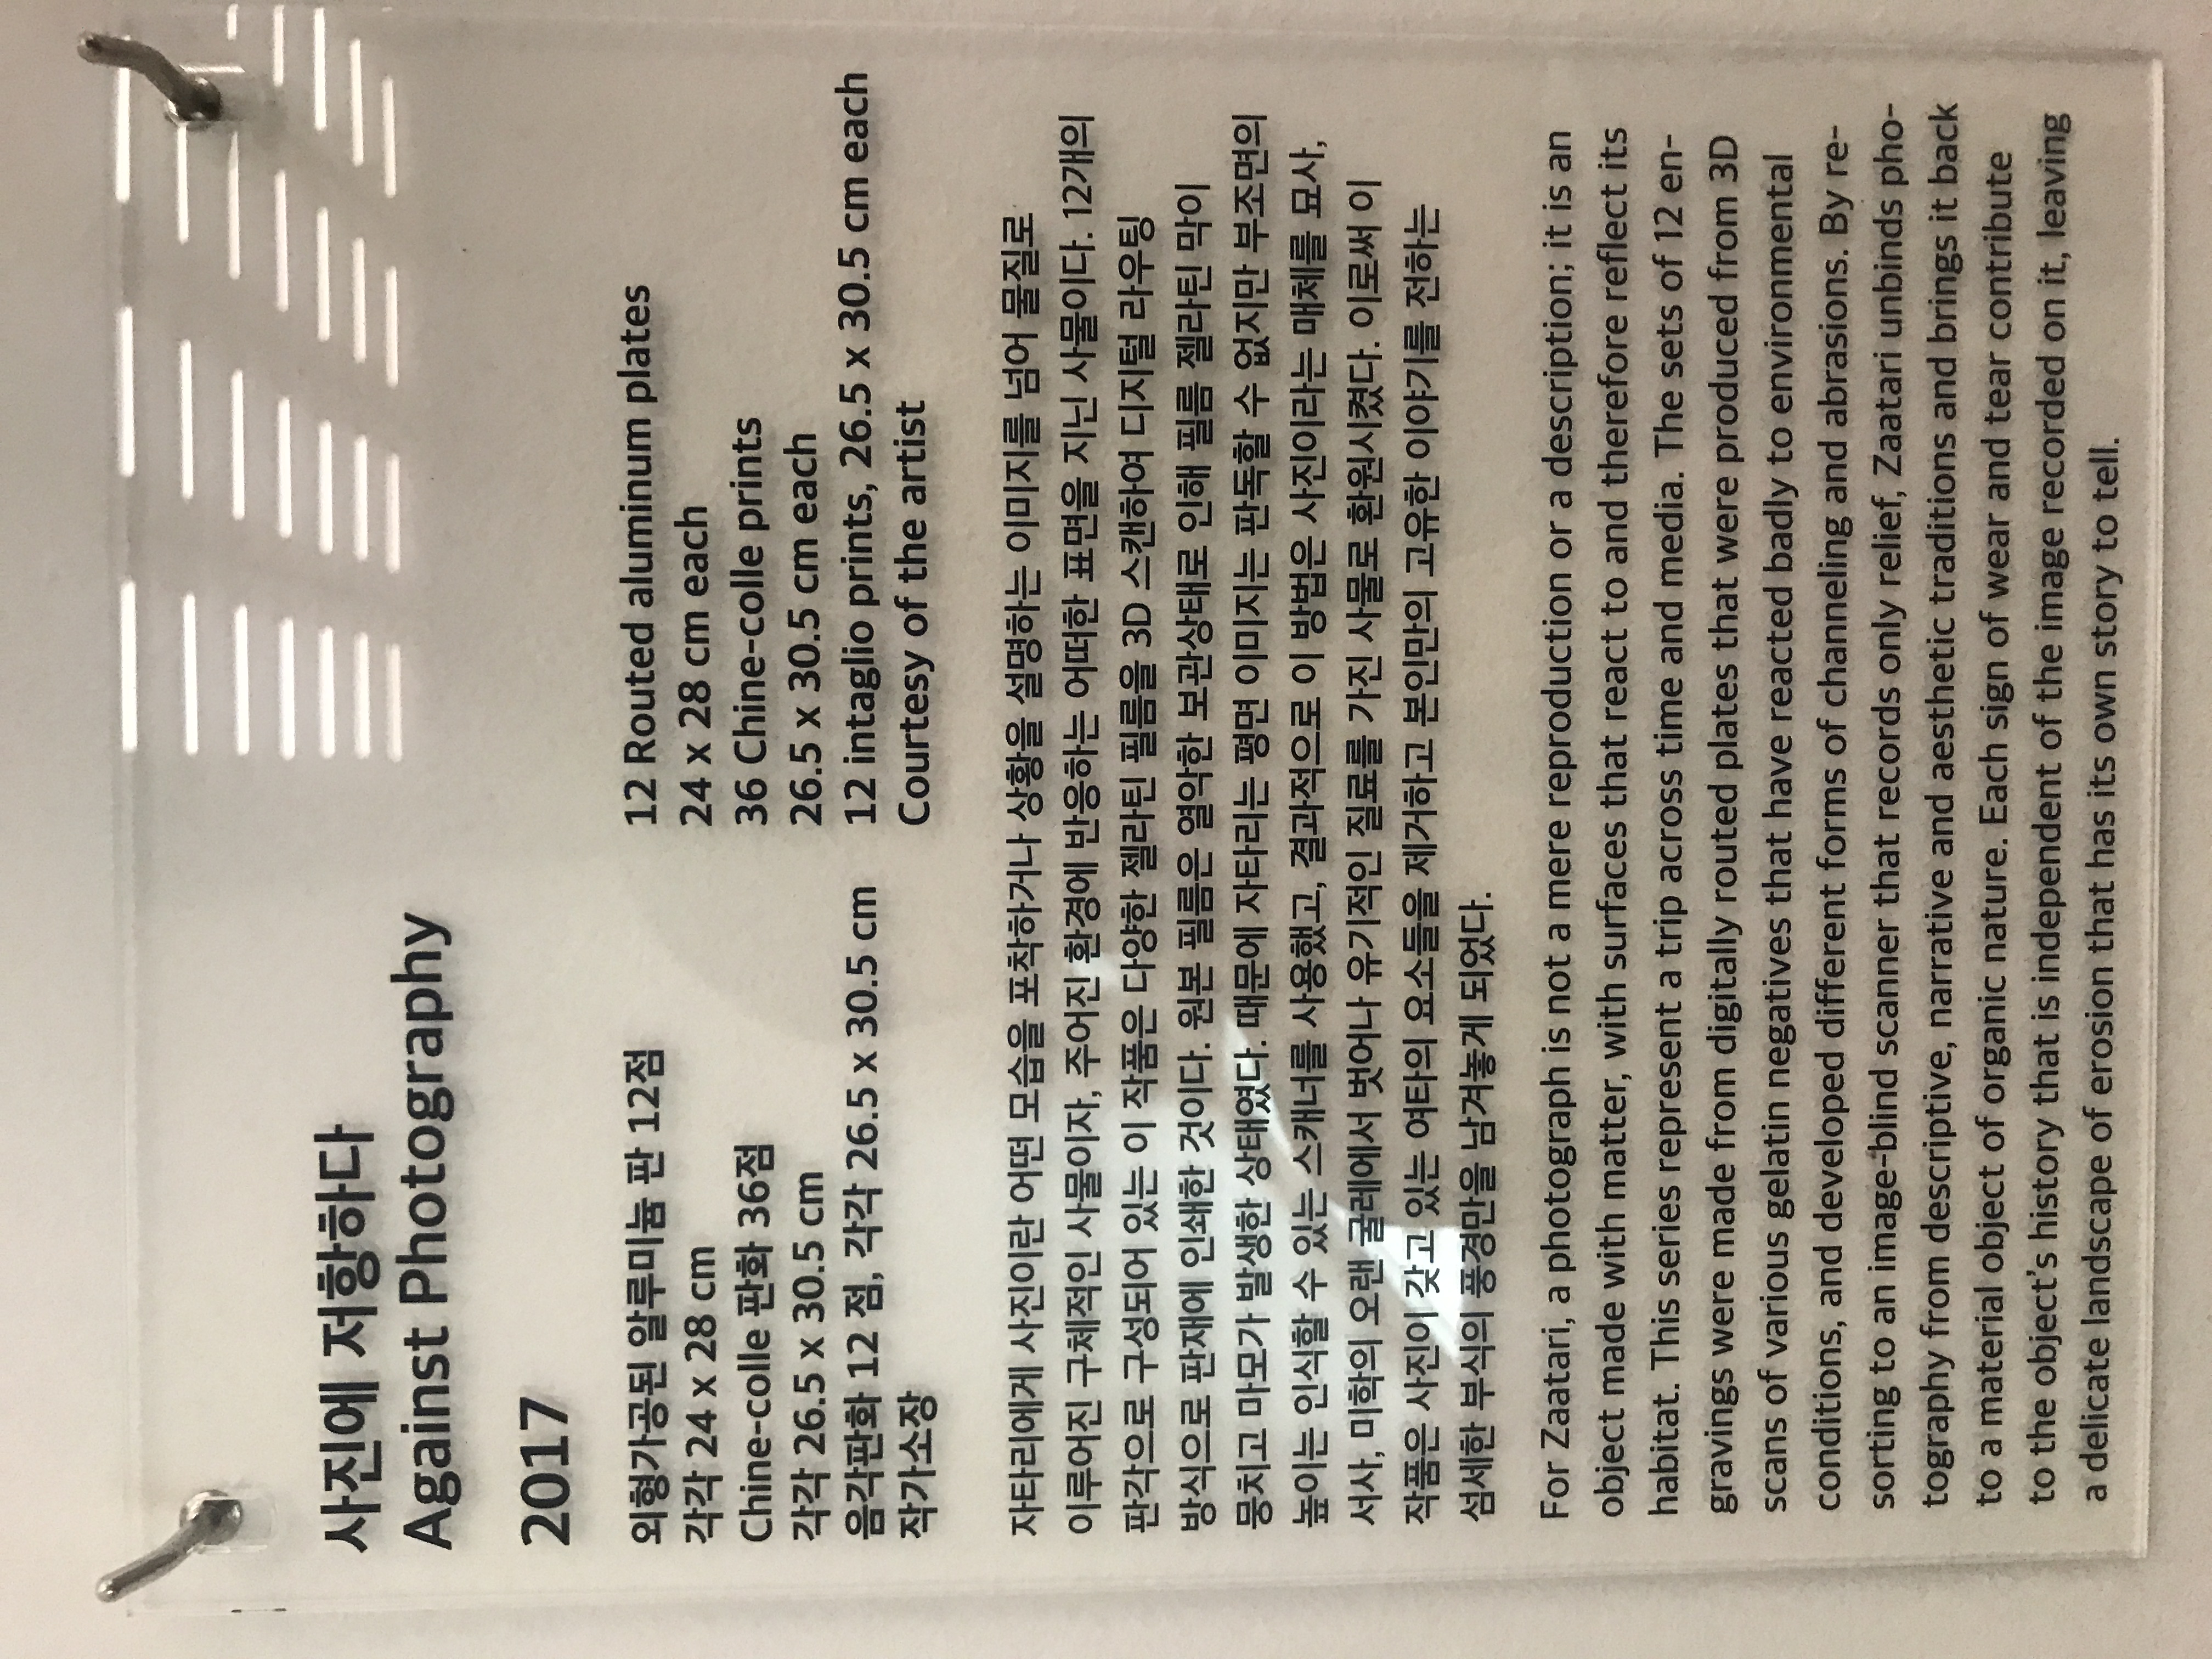 사진에 저항하다
Against Photography
2017
외형가공된 알루미늄 판 12점
각각 24 x 28 cm
Chine-colle 판화 36점
각각 26.5 x 30.5 cm
음각판화 12 점, 각각 26.5 x 30.5 cm
작가소장
12 Routed aluminum plates
24 x 28 cm each
36 Chine-colle prints
26.5 x 30.5 cm each
12 intaglio prints, 26.5 x 30.5 cm each
Courtesy of the artist
자타리에게 사진이란 어떤 모습을 포착하거나 상황을 설명하는 이미지를 넘어 물질로
이루어진 구체적인 사물이자, 주어진 환경에 반응하는 어떠한 표면을 지닌 사물이다. 12개의
판각으로 구성되어 있는 이 작품은 다양한 젤라틴 필름을 3D 스캔하여 디지털 라우팅
방식으로 판재에 인쇄한 것이다. 원본 필름은 열악한 보관상태로 인해 필름 젤라틴 막이
뭉치고 마모가 발생한 상태였다. 때문에 자타리는 평면 이미지는 판독할 수 없지만 부조면의
높이는 인식할 수 있는 스캐너를 사용했고, 결과적으로 이 방법은 사진이라는 매체를 묘사,
서사, 미학의 오랜 굴레에서 벗어나 유기적인 질료를 가진 사물로 환원시켰다. 이로써 이
작품은 사진이 갖고 있는 여타의 요소들을 제거하고 본인만의 고유한 이야기를 전하는
섬세한 부식의 풍경만을 남겨놓게 되었다.
For Zaatari, a photograph is not a mere reproduction or a description; it is an
object made with matter, with surfaces that react to and therefore reflect its
habitat. This series represent a trip across time and media. The sets of 12 en-
gravings were made from digitally routed plates that were produced from 3D
scans of various gelatin negatives that have reacted badly to environmental
conditions, and developed different forms of channeling and abrasions. By re-
sorting to an image-blind scanner that records only relief, Zaatari unbinds pho-
tography from descriptive, narrative and aesthetic traditions and brings it back
to a material object of organic nature. Each sign of wear and tear contribute
to the object's history that is independent of the image recorded on it, leaving
a delicate landscape of erosion that has its own story to tell.